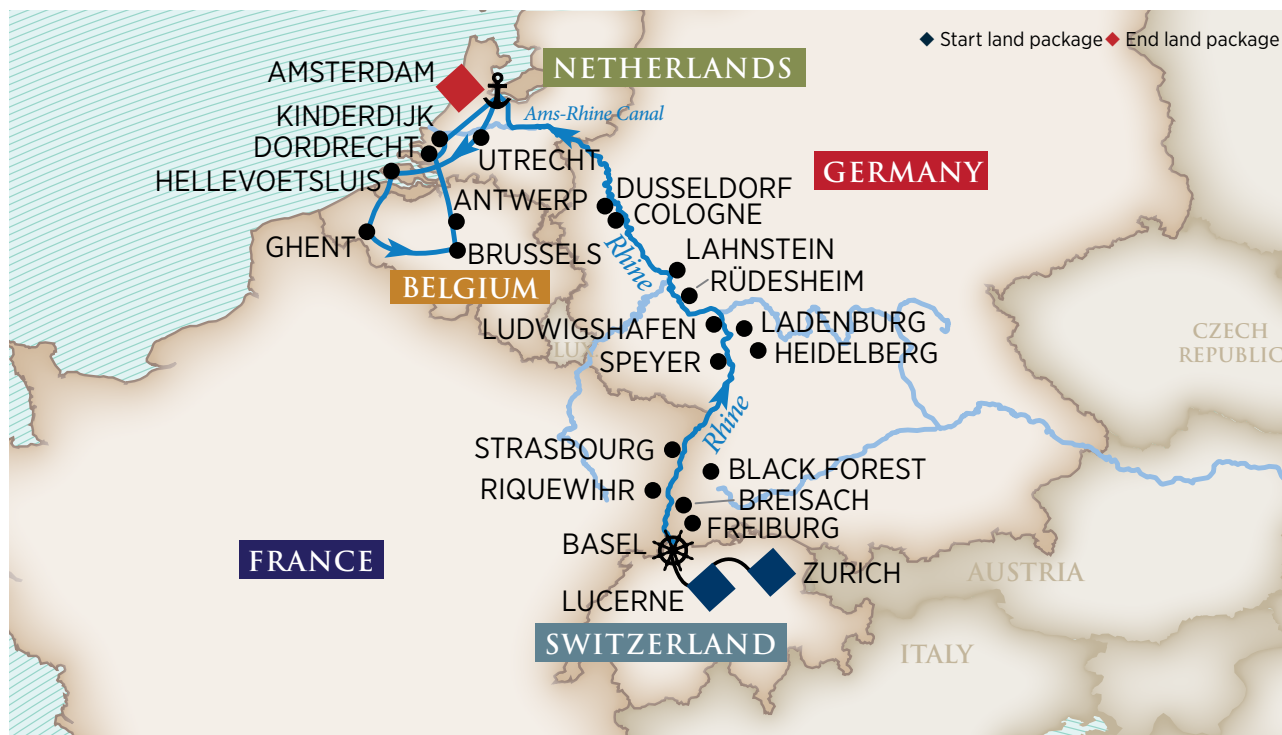 Start land package
End land package
AMSTERDAM
NETHERLANDS
KINDERDIJK
Ams-Rhine Canal
DORDRECHT
UTRECHT
HELLEVOETSLUIS
GERMANY
ANTWERP
DUSSELDORF
COLOGNE
GHENT
BRUSSELS
Rhine
LAHNSTEIN
BELGIUM
RÜDESHEIM
LUDWIGSHAFEN
LADENBURG
CZECH
REPUBLIC
LU
HEIDELBERG
SPEYER
Rhine
STRASBOURG
BLACK FOREST
RIQUEWIHR
BREISACH
FREIBURG
BASEL
FRANCE
ZURICH
AUSTRIA
LUCERNE
SWITZERLAND
ITALY